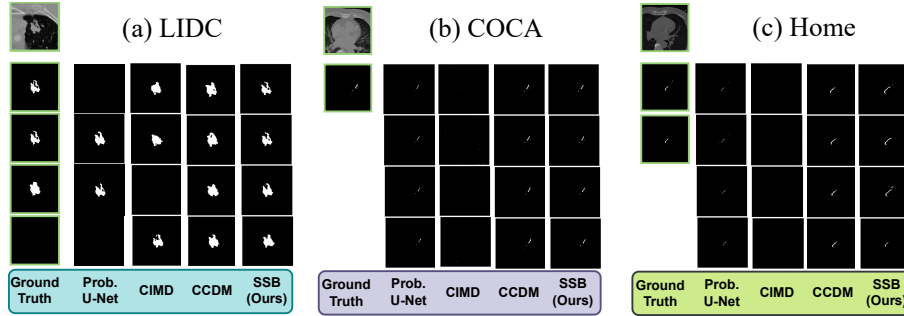 (a) LIDC
(b) COCA
(c) Home
Ground Truth
Prob. U-Net
CIMD
CCDM
SSB (Ours)
Ground Truth
Prob. U-Net
CIMD
CCDM
SSB (Ours)
Ground Truth
Prob. U-Net
CIMD
CCDM
SSB (Ours)